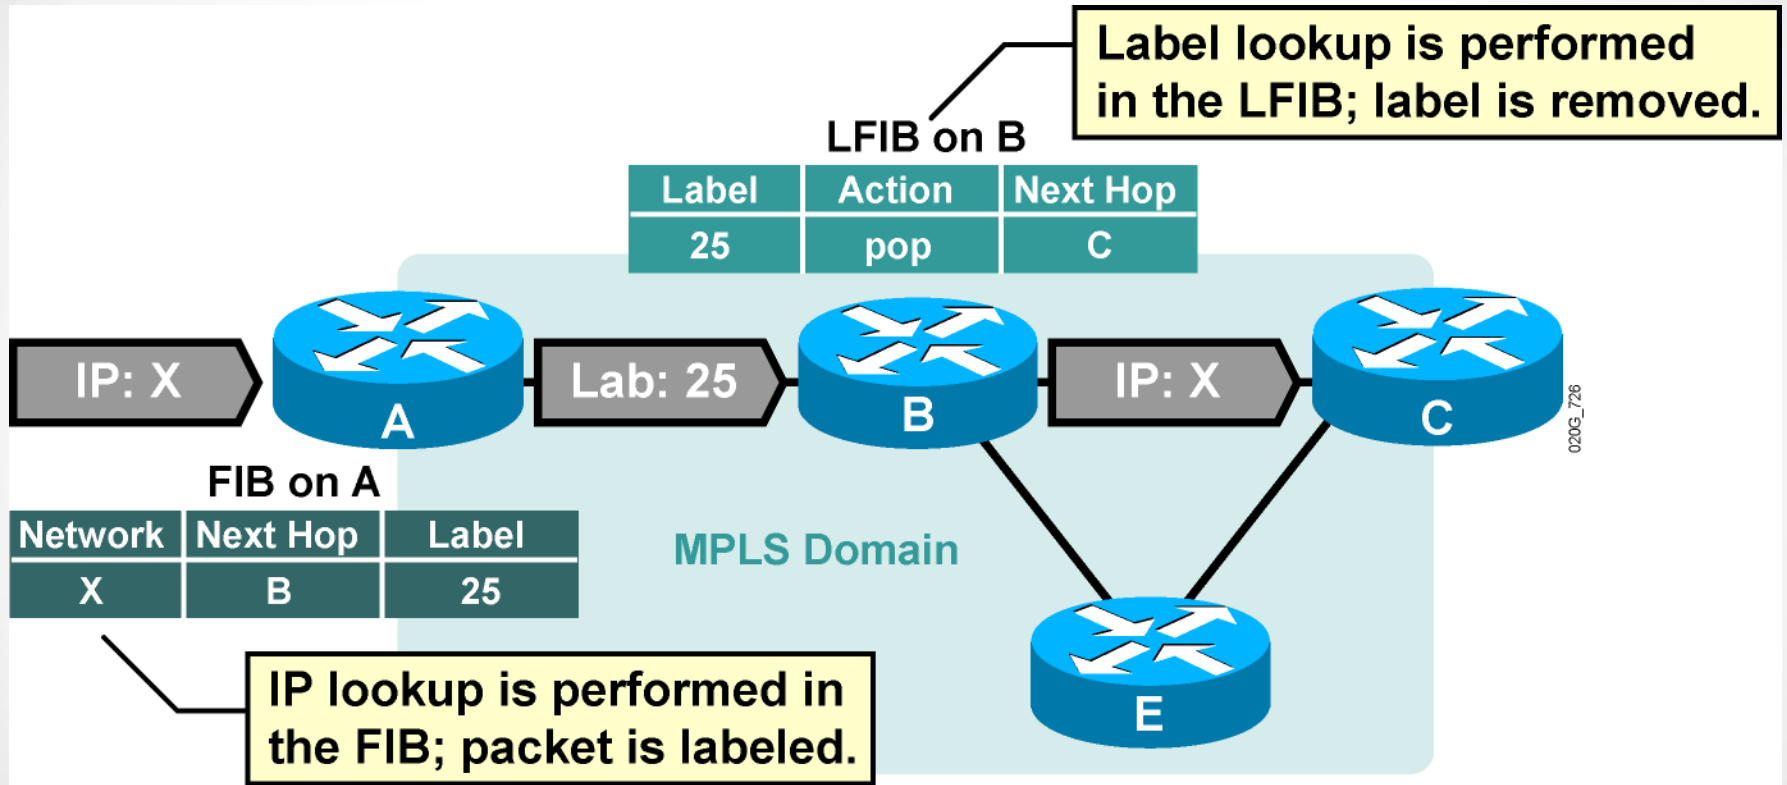 Label lookup is performed
in the LFIB; label is removed.
LFIB on B
Label Action Next Hop
25 pop C
IP: X
A
Lab: 25
B
IP: X
C
020G_726
FIB on A
Network Next Hop Label
X B 25
MPLS Domain
IP lookup is performed in
the FIB; packet is labeled.
E